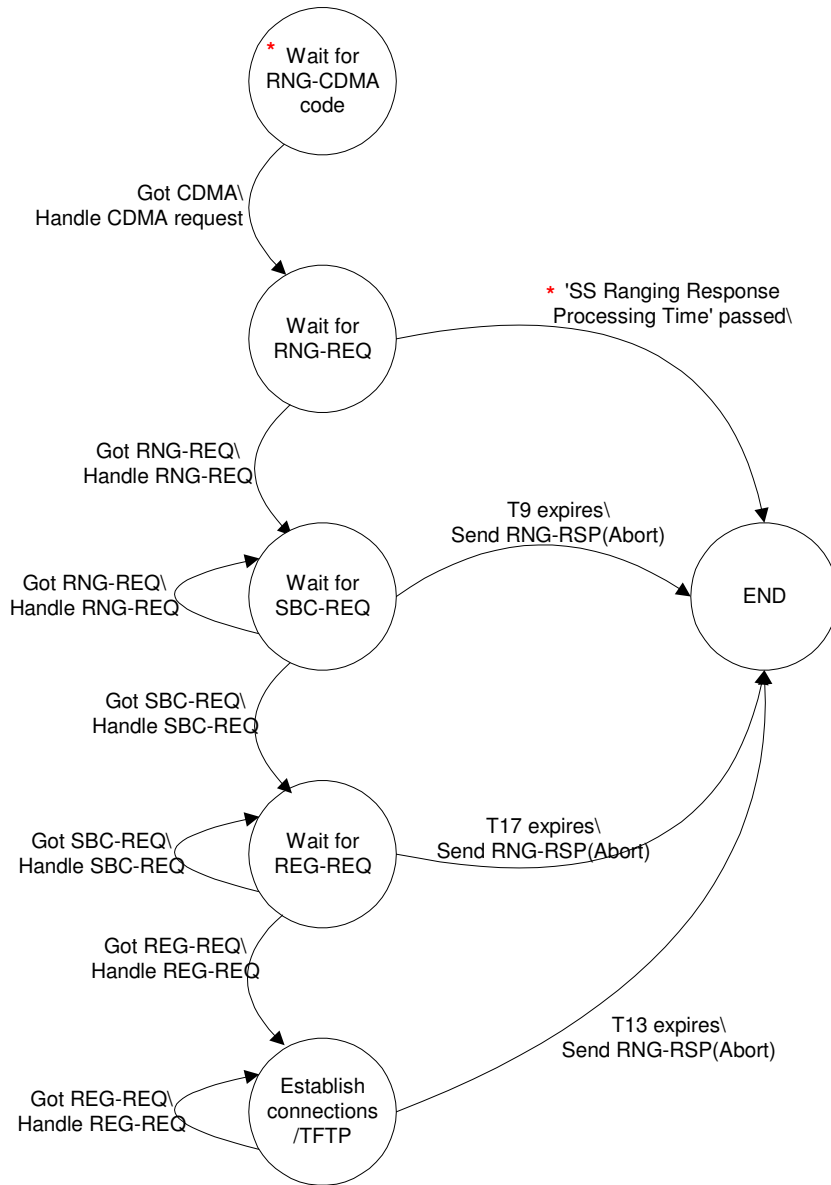 * Wait for
RNG-CDMA
code
Got CDMA\
Handle CDMA request
* 'SS Ranging Response
Processing Time' passed\
Wait for
RNG-REQ
Got RNG-REQ\
Handle RNG-REQ
T9 expires\
Send RNG-RSP(Abort)
Got RNG-REQ\
Handle RNG-REQ
Wait for
SBC-REQ
END
Got SBC-REQ\
Handle SBC-REQ
Got SBC-REQ\
Handle SBC-REQ
Wait for
REG-REQ
T17 expires\
Send RNG-RSP(Abort)
Got REG-REQ\
Handle REG-REQ
T13 expires\
Send RNG-RSP(Abort)
Got REG-REQ\
Handle REG-REQ
Establish
connections
/TFTP